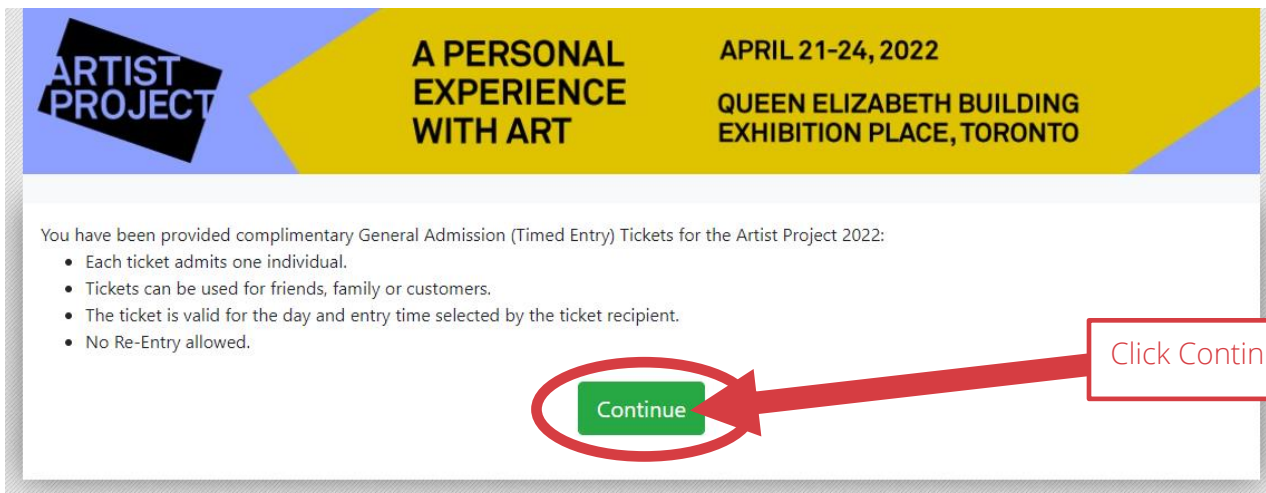 ARTIST
PROJECT
A PERSONAL
EXPERIENCE
WITH ART
APRIL 21-24, 2022
QUEEN ELIZABETH BUILDING
EXHIBITION PLACE, TORONTO
You have been provided complimentary General Admission (Timed Entry) Tickets for the Artist Project 2022:
• Each ticket admits one individual.
• Tickets can be used for friends, family or customers.
• The ticket is valid for the day and entry time selected by the ticket recipient.
• No Re-Entry allowed.
Click Contin
Continue